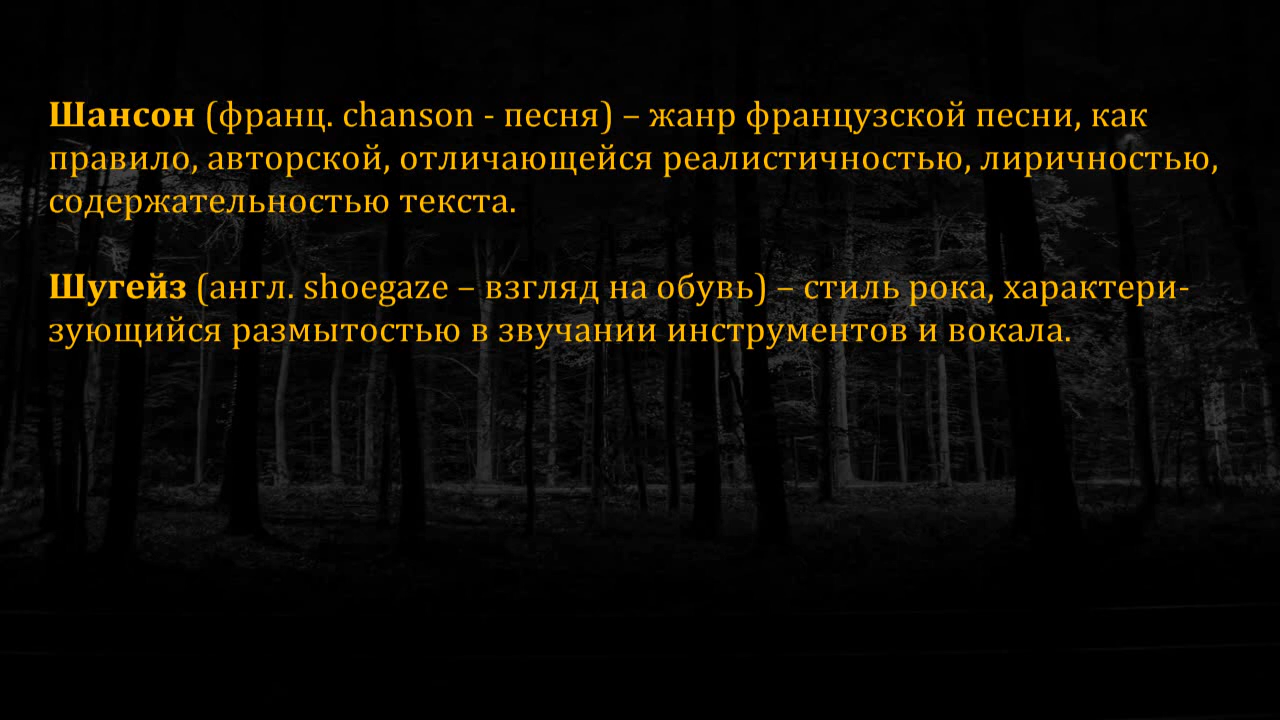 Шансон (франц. chanson - песня) – жанр французской песни, как
правило, авторской, отличающейся реалистичностью, лиричностью,
содержательностью текста.
Шугейз (англ. shoegaze – взгляд на обувь) – стиль рока, характери-
зующийся размытостью в звучании инструментов и вокала.